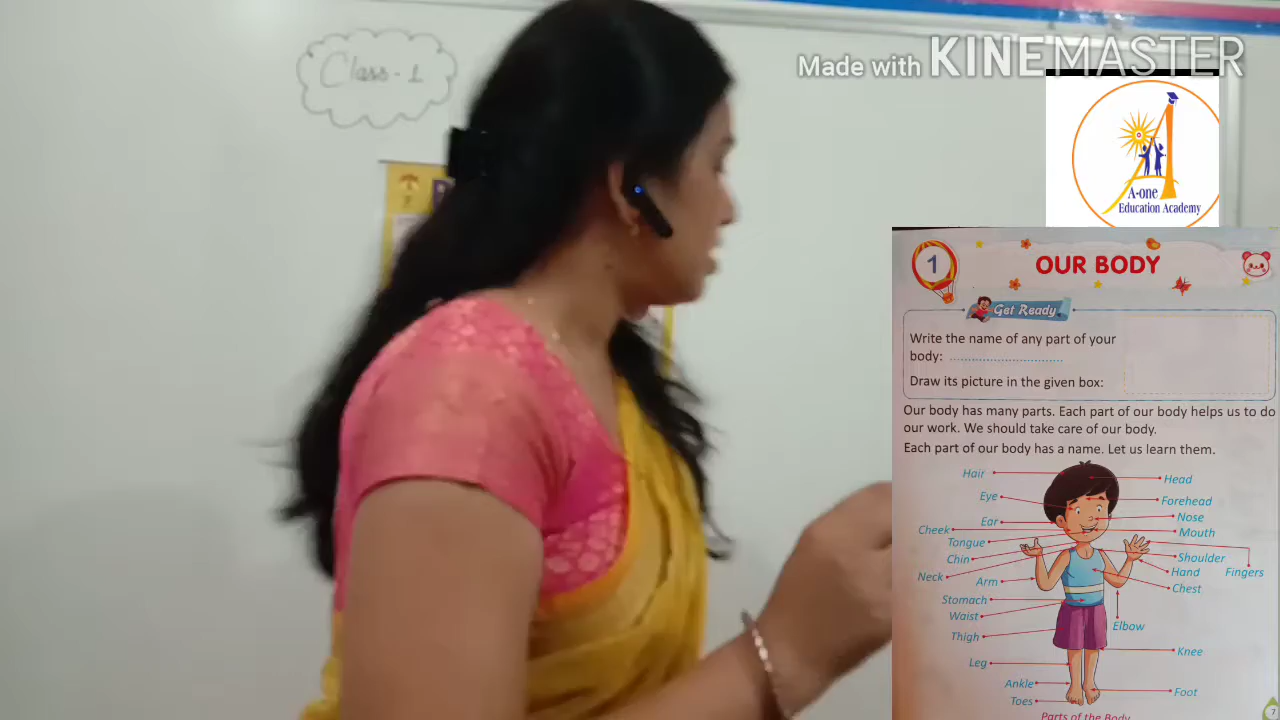 Class - 1
Made with KINEMASTER
A-one
Education Academy
1
OUR BODY
Get Ready
Write the name of any part of your
body: ..............................
Draw its picture in the given box:
Our body has many parts. Each part of our body helps us to do
our work. We should take care of our body.
Each part of our body has a name. Let us learn them.
Hair
Head
Eye
Forehead
Ear
Nose
Cheek
Mouth
Tongue
Chin
Shoulder
Neck
Hand
Fingers
Arm
Chest
Stomach
Waist
Elbow
Thigh
Knee
Leg
Ankle
Foot
Toes
Parts of the Body
7